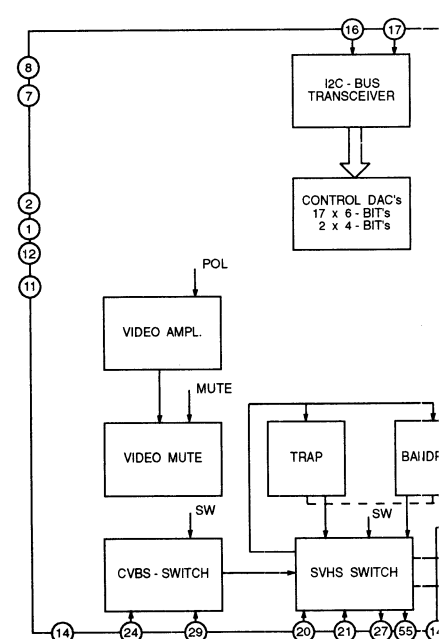 16 17
8
7
I2C - BUS
TRANSCEIVER
CONTROL DAC's
17 x 6 - BIT's
2 x 4 - BIT's
2
1
12
11
POL
VIDEO AMPL.
MUTE
VIDEO MUTE
TRAP
SW
SW
CVBS - SWITCH
SVHS SWITCH
14 24 29 20 21 27 55